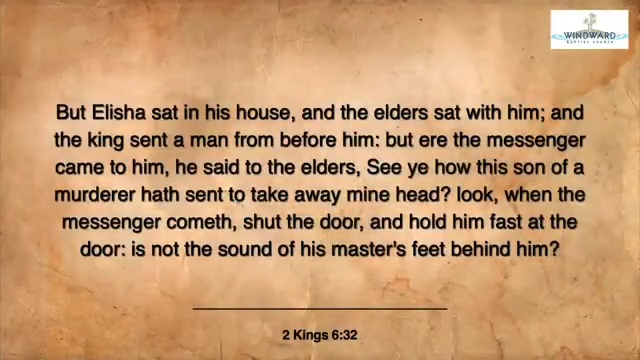 WINDWARD
BAPTIST CHURCH
But Elisha sat in his house, and the elders sat with him; and
the king sent a man from before him: but ere the messenger
came to him, he said to the elders, See ye how this son of a
murderer hath sent to take away mine head? look, when the
messenger cometh, shut the door, and hold him fast at the
door: is not the sound of his master's feet behind him?
2 Kings 6:32